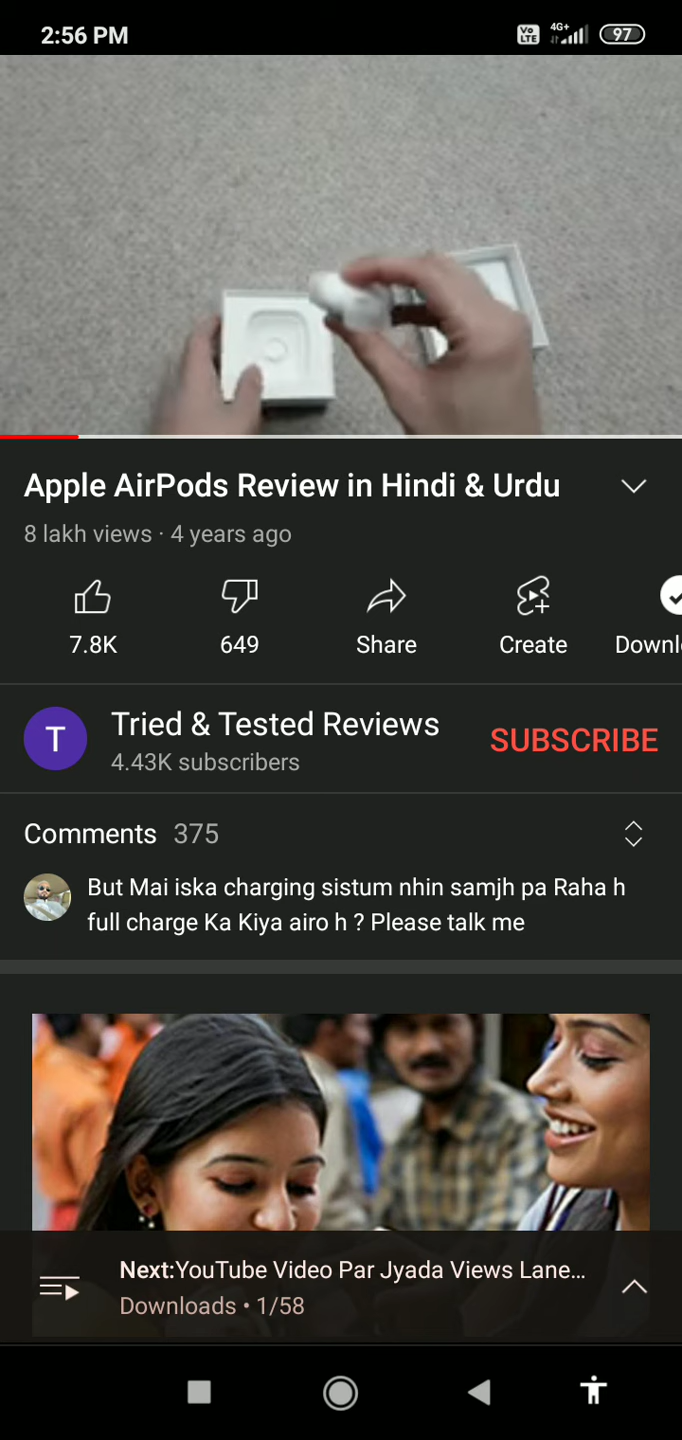 2:56 PM
Vo
LTE
4G+
97
Apple AirPods Review in Hindi & Urdu
8 lakh views · 4 years ago
7.8K
649
Share
Create
Downl
T
Tried & Tested Reviews
4.43K subscribers
SUBSCRIBE
Comments 375
But Mai iska charging sistum nhin samjh pa Raha h
full charge Ka Kiya airo h ? Please talk me
Next:YouTube Video Par Jyada Views Lane...
Downloads • 1/58